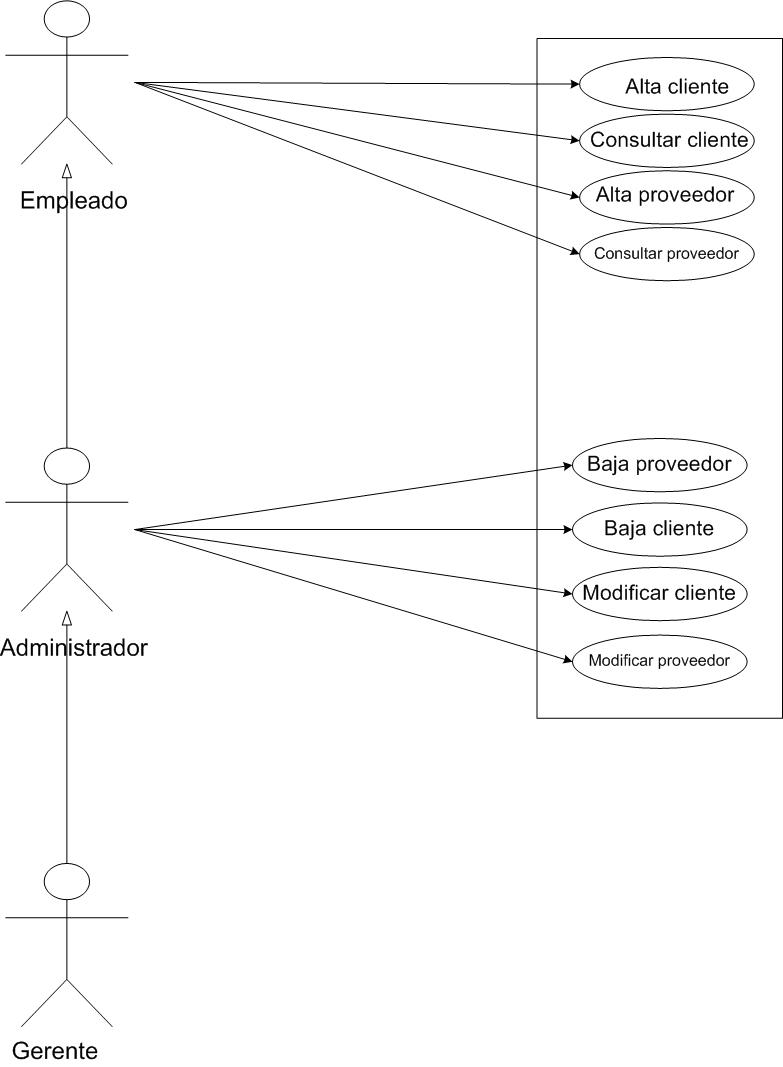 Alta cliente
Consultar cliente
Alta proveedor
Empleado
Consultar proveedor
Baja proveedor
Baja cliente
Modificar cliente
Administrador
Modificar proveedor
Gerente